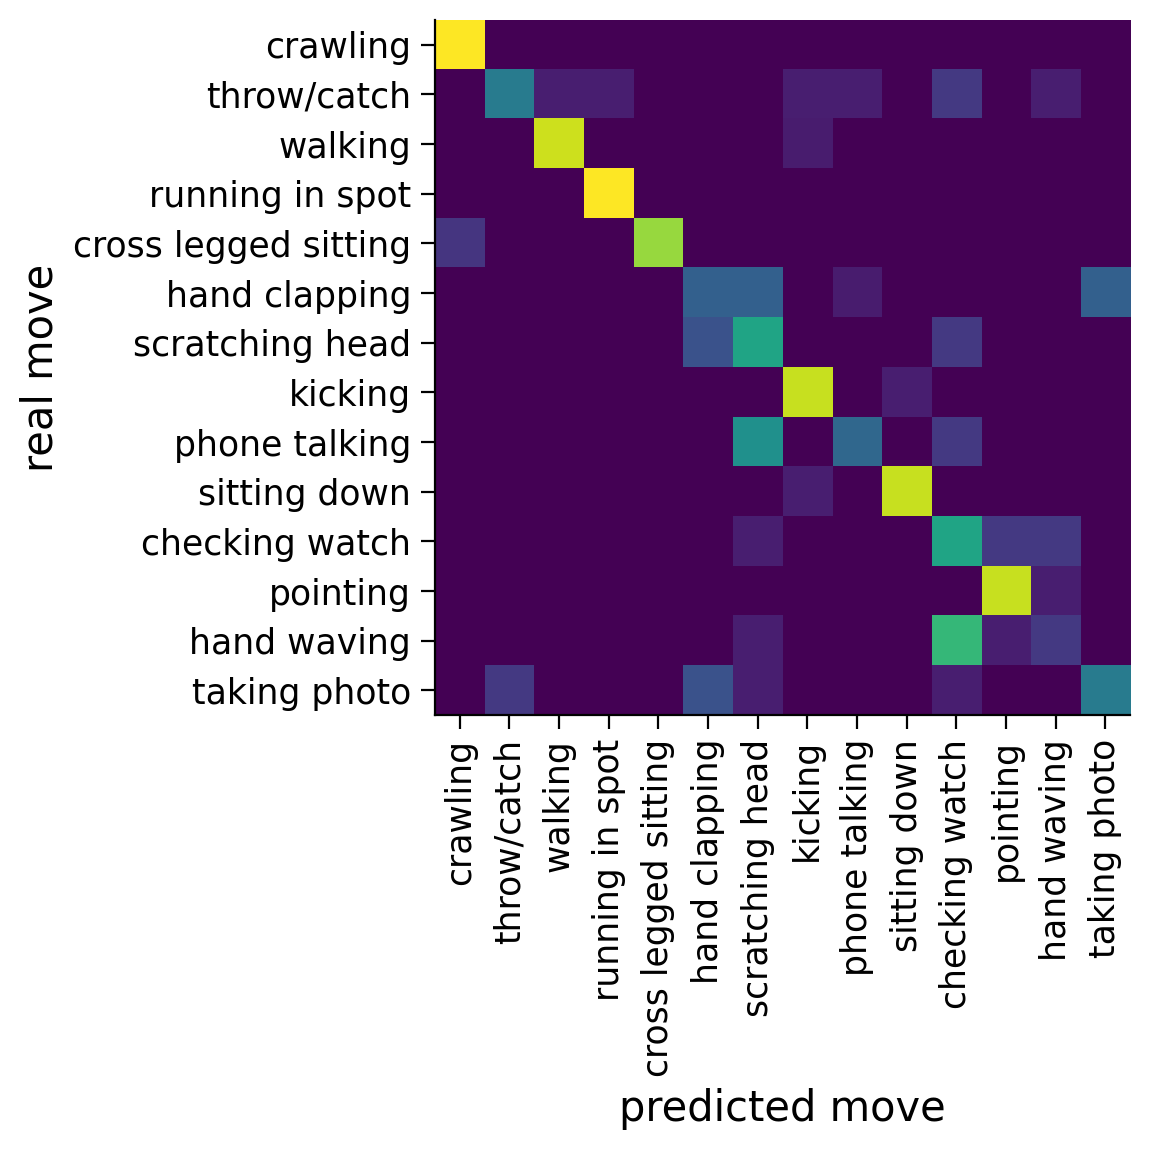 crawling
throw/catch
walking
running in spot
cross legged sitting
hand clapping
scratching head
kicking
phone talking
sitting down
checking watch
pointing
hand waving
taking photo
real move
crawling
throw/catch
walking
running in spot
cross legged sitting
hand clapping
scratching head
kicking
phone talking
sitting down
checking watch
pointing
hand waving
taking photo
predicted move